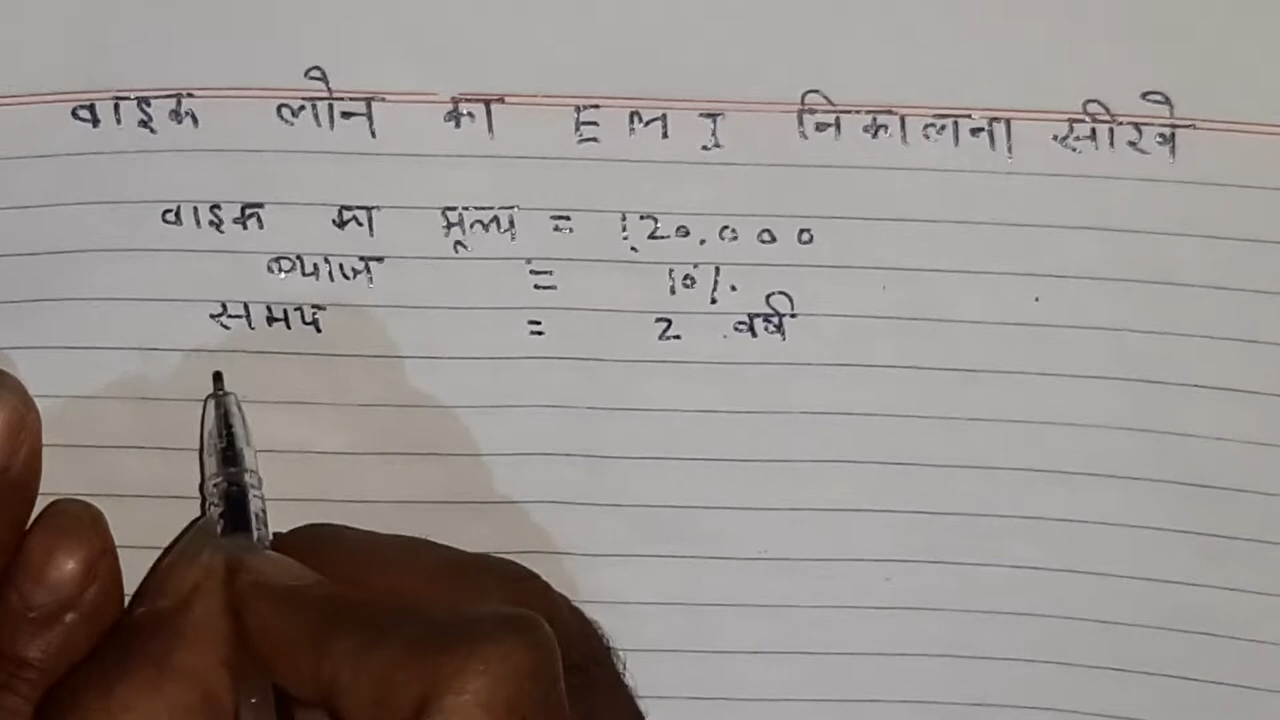 बाइक लोन का EMI निकालना सीखे
बाइक का मूल्य = 120,000
ब्याज = 10%
समय = 2 वर्ष